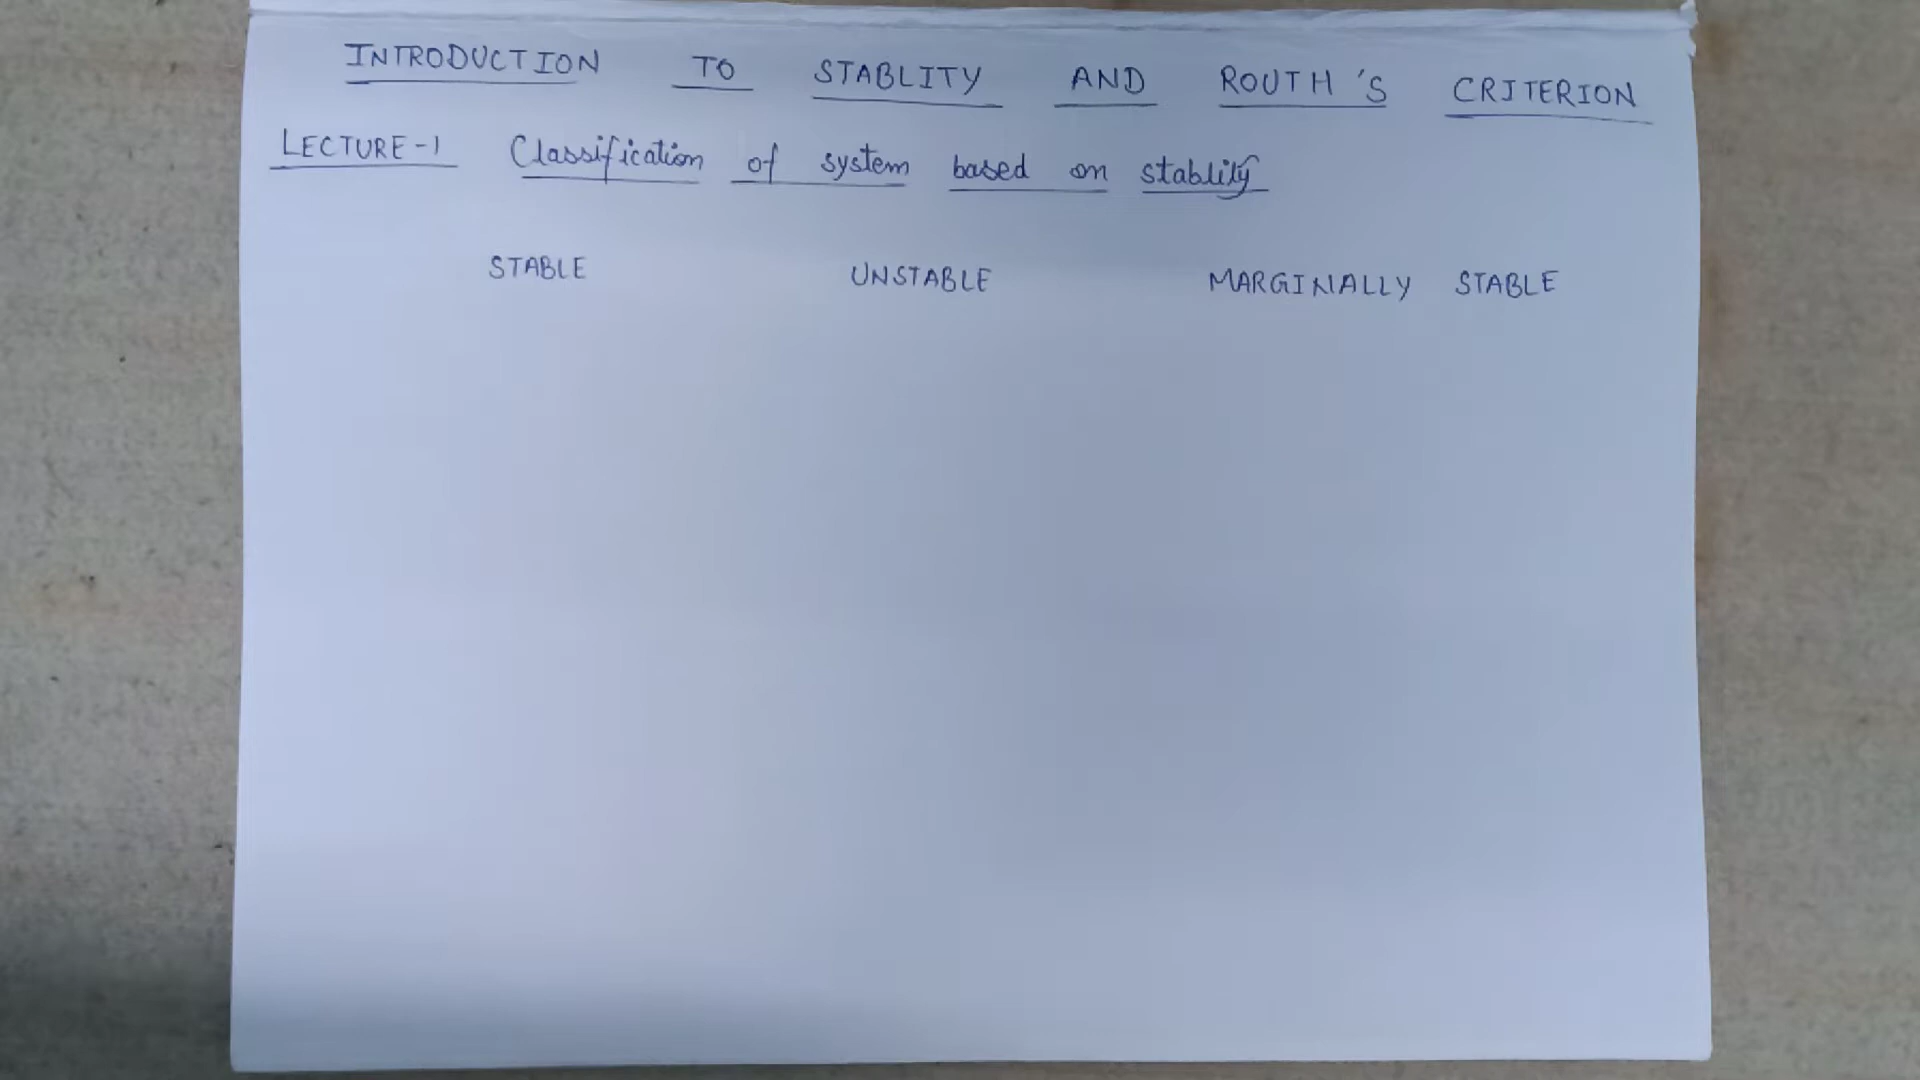 INTRODUCTION TO STABLITY AND ROUTH'S CRITERION
LECTURE-1 Classification of system based on stablity
STABLE UNSTABLE MARGINALLY STABLE